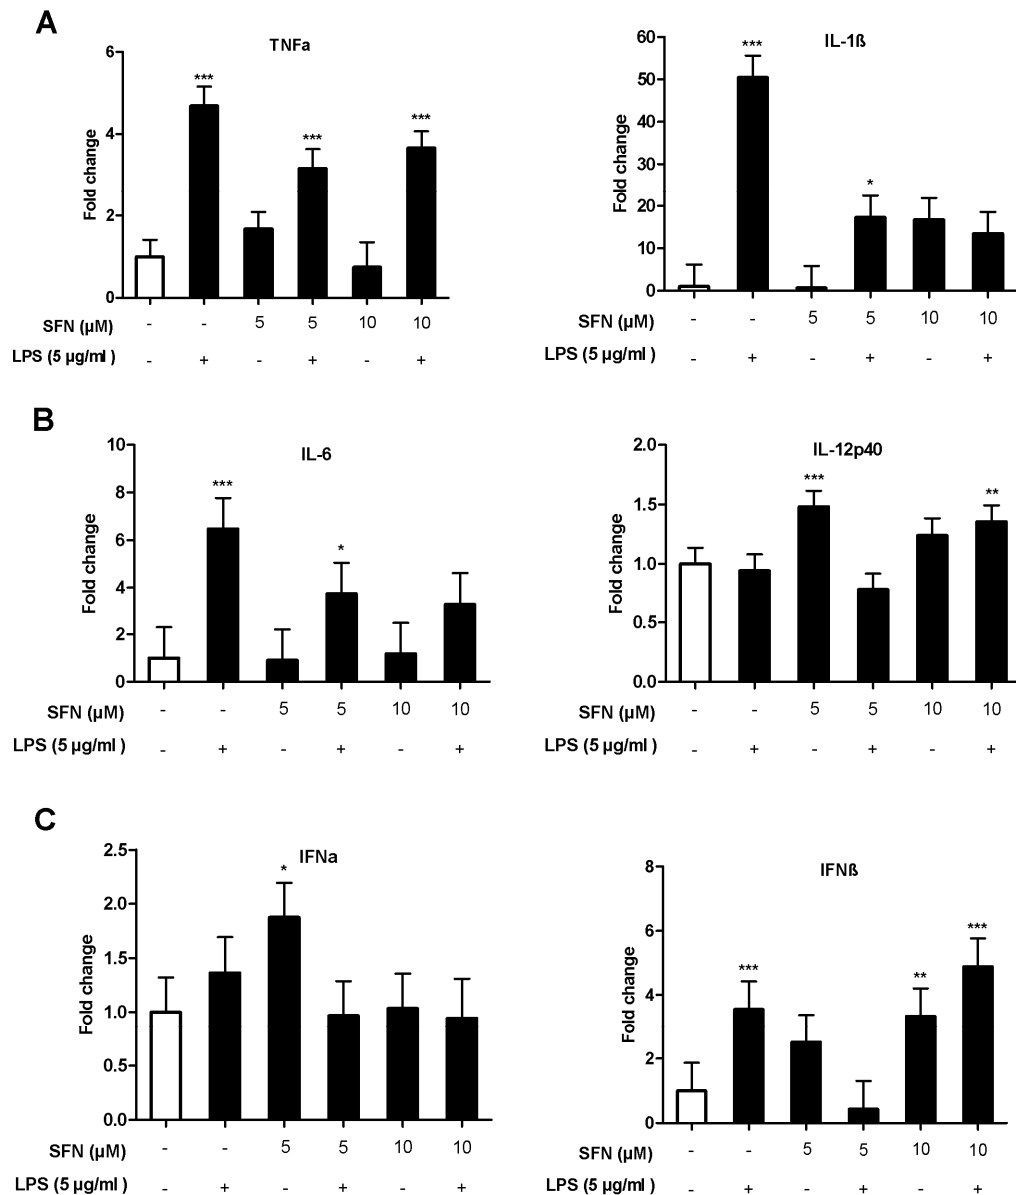 A
TNFa
Fold change
6
4
2
0
***
***
***
SFN (µM) - - 5 5 10 10
LPS (5 µg/ml) - + - + - +
IL-1ß
Fold change
60
50
40
30
20
10
0
***
*
SFN (µM) - - 5 5 10 10
LPS (5 µg/ml) - + - + - +
B
IL-6
Fold change
10
8
6
4
2
0
***
*
SFN (µM) - - 5 5 10 10
LPS (5 µg/ml) - + - + - +
IL-12p40
Fold change
2.0
1.5
1.0
0.5
0.0
***
**
SFN (µM) - - 5 5 10 10
LPS (5 µg/ml) - + - + - +
C
IFNa
Fold change
2.5
2.0
1.5
1.0
0.5
0.0
*
SFN (µM) - - 5 5 10 10
LPS (5 µg/ml) - + - + - +
IFNß
Fold change
8
6
4
2
0
***
**
***
SFN (µM) - - 5 5 10 10
LPS (5 µg/ml) - + - + - +